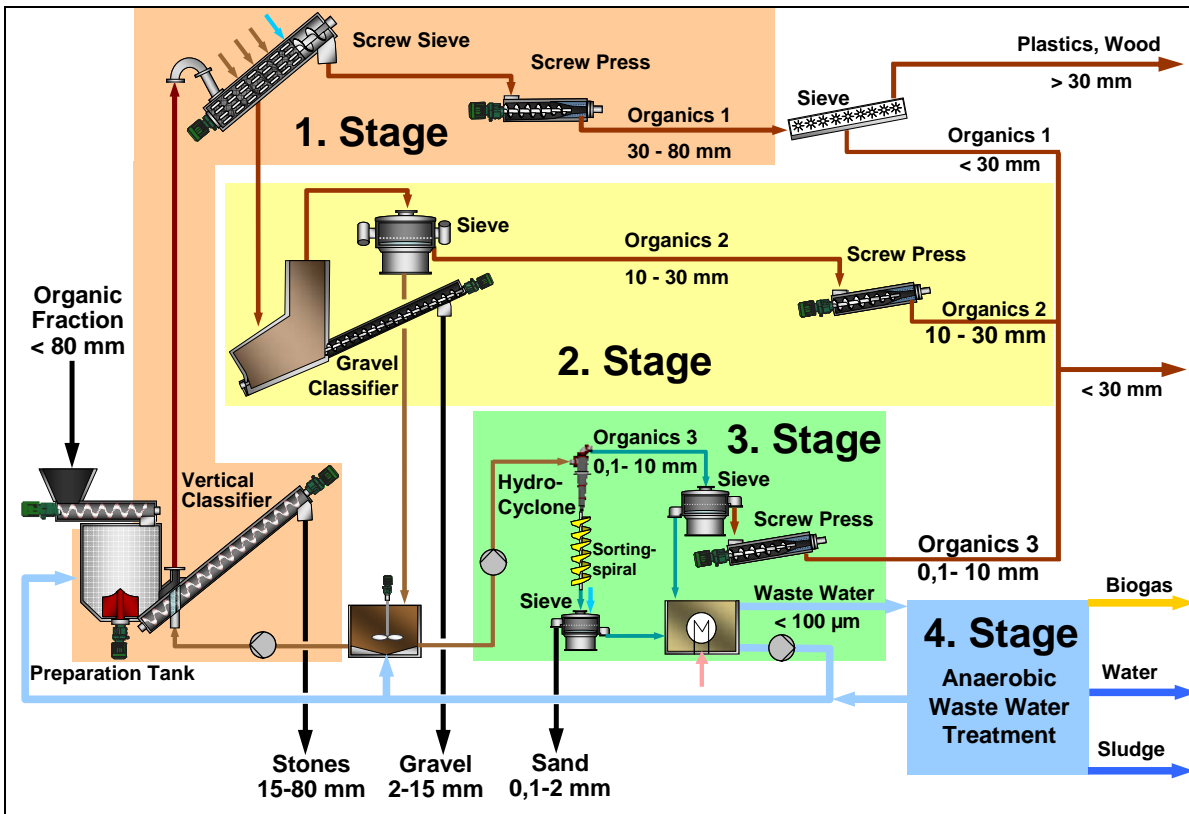 Screw Sieve
Screw Press
Plastics, Wood
> 30 mm
Sieve
1. Stage
Organics 1
30 - 80 mm
Organics 1
< 30 mm
Sieve
Organics 2
10 - 30 mm
Screw Press
Organics 2
10 - 30 mm
Organic
Fraction
< 80 mm
Gravel
Classifier
2. Stage
< 30 mm
3. Stage
Organics 3
0,1- 10 mm
Hydro-
Cyclone
Sieve
Vertical
Classifier
Screw Press
Sorting-
spiral
Organics 3
0,1- 10 mm
Sieve
Waste Water
< 100 µm
M
Biogas
4. Stage
Anaerobic
Waste Water
Treatment
Water
Sludge
Preparation Tank
Stones
15-80 mm
Gravel
2-15 mm
Sand
0,1-2 mm